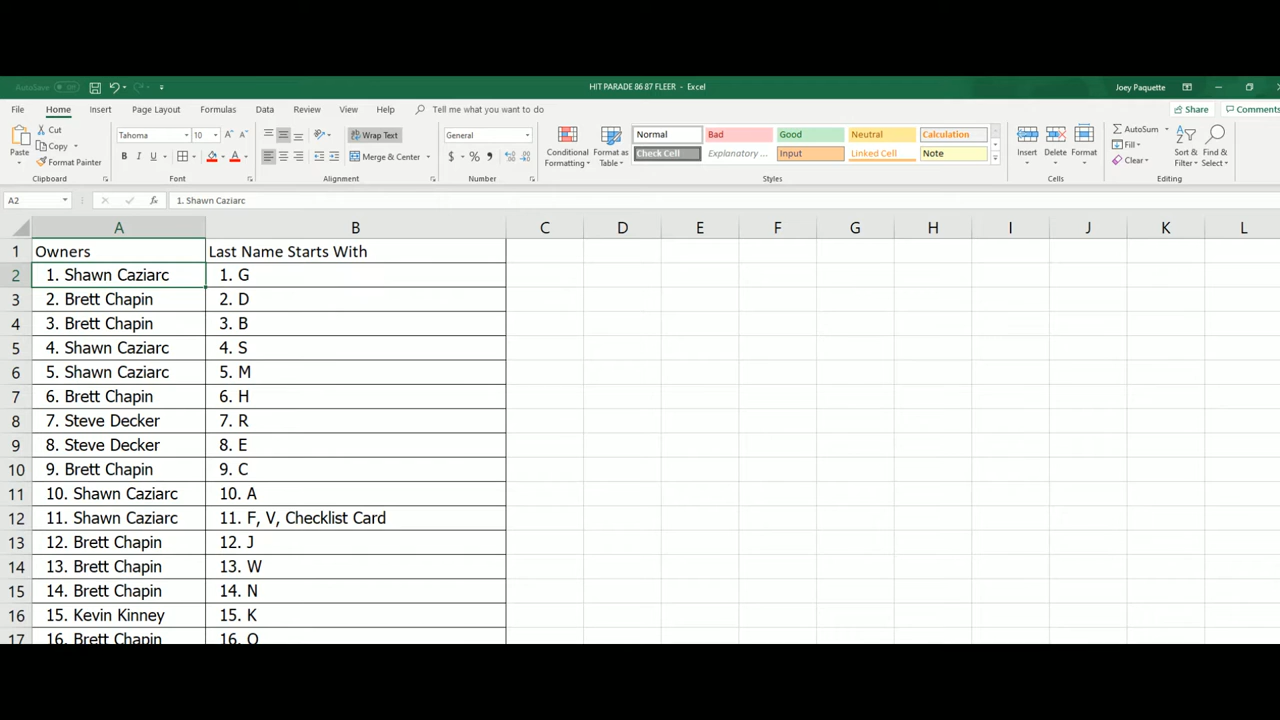 AutoSave Off HIT PARADE 86 87 FLEER - Excel Joey Paquette
File Home Insert Page Layout Formulas Data Review View Help Tell me what you want to do Share Comments
Paste Cut Copy Format Painter Clipboard
Tahoma 10 B I U Font
Wrap Text Merge & Center Alignment
General $ % Number
Conditional Formatting Format as Table
Normal Bad Good Neutral Calculation
Check Cell Explanatory ... Input Linked Cell Note
Styles
Insert Delete Format Cells
AutoSum Fill Clear Sort & Filter Find & Select Editing
A2 fx 1. Shawn Caziarc
A B C D E F G H I J K L
1 Owners Last Name Starts With
2 1. Shawn Caziarc 1. G
3 2. Brett Chapin 2. D
4 3. Brett Chapin 3. B
5 4. Shawn Caziarc 4. S
6 5. Shawn Caziarc 5. M
7 6. Brett Chapin 6. H
8 7. Steve Decker 7. R
9 8. Steve Decker 8. E
10 9. Brett Chapin 9. C
11 10. Shawn Caziarc 10. A
12 11. Shawn Caziarc 11. F, V, Checklist Card
13 12. Brett Chapin 12. J
14 13. Brett Chapin 13. W
15 14. Brett Chapin 14. N
16 15. Kevin Kinney 15. K
17 16. Brett Chapin 16.